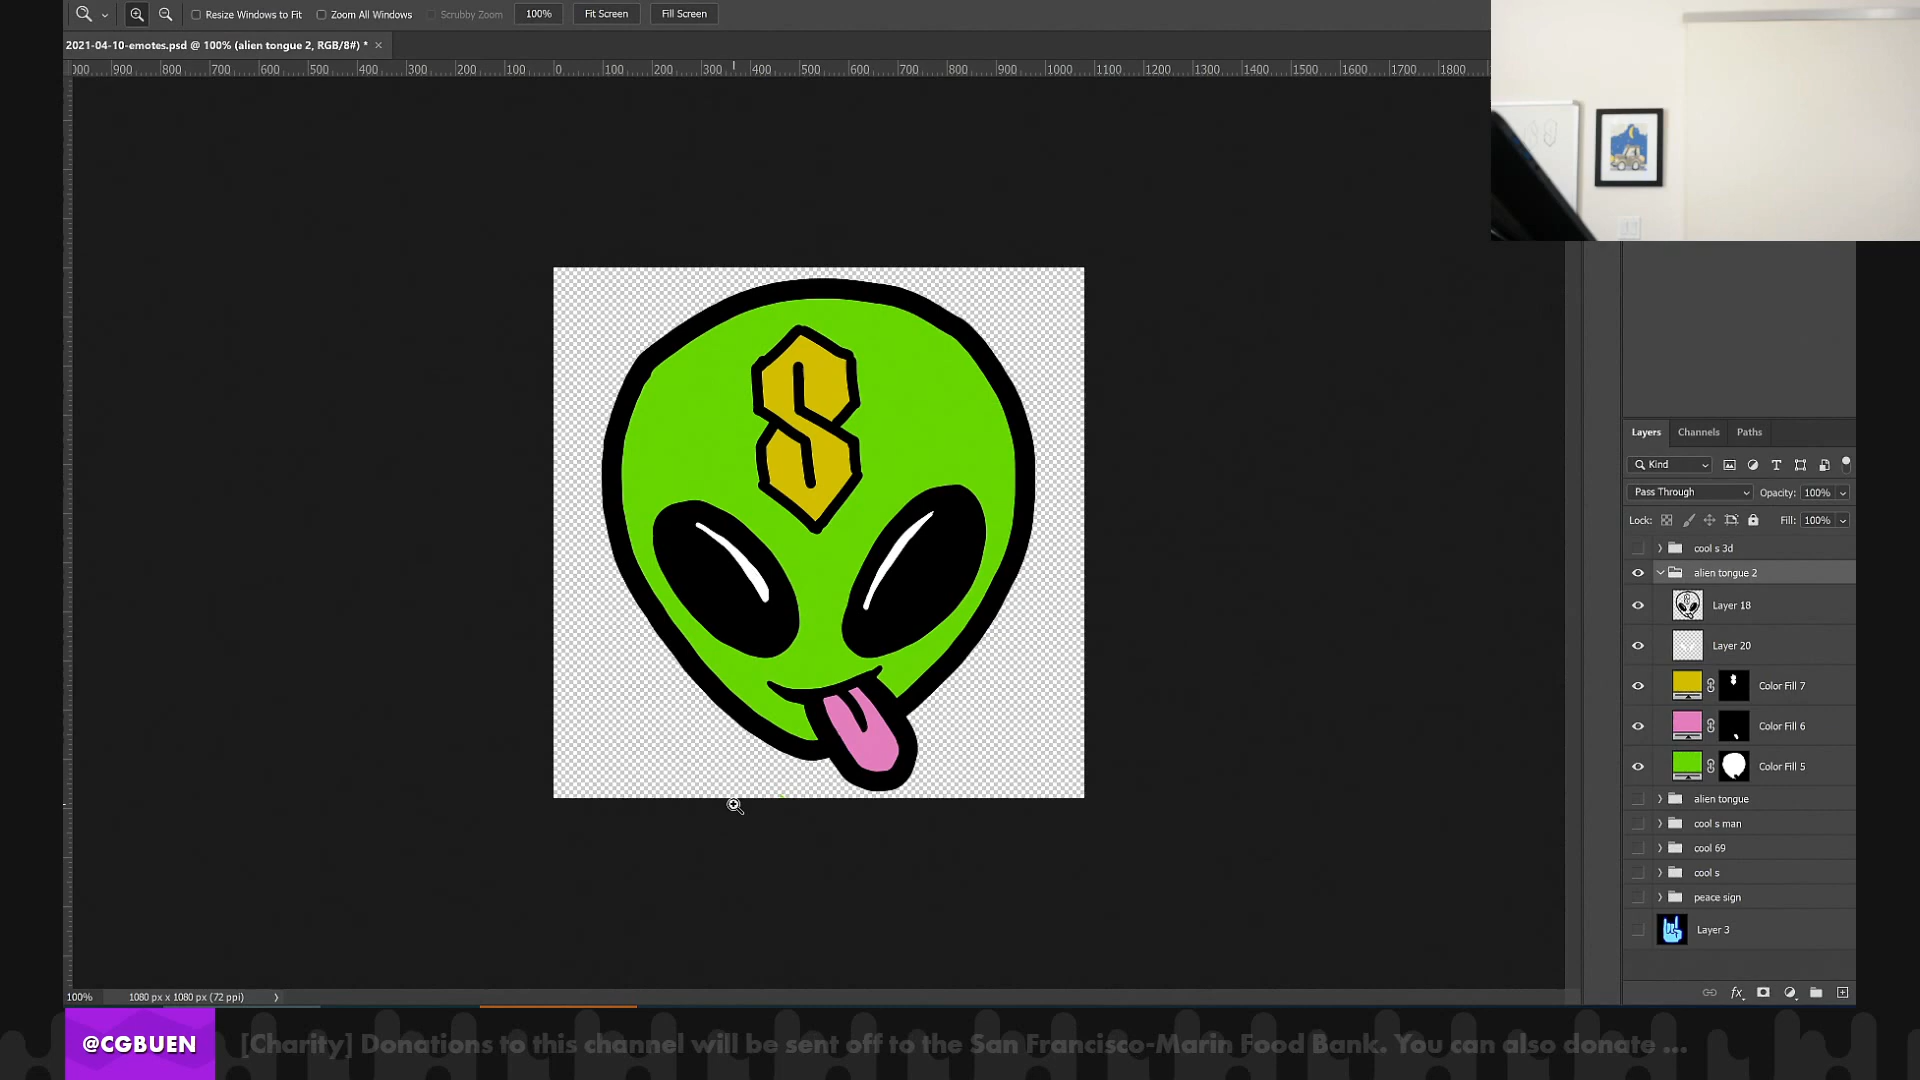 Resize Windows to Fit Zoom All Windows Scrubby Zoom 100% Fit Screen Fill Screen
2021-04-10-emotes.psd @ 100% (alien tongue 2, RGB/8#) * ×
900 800 700 600 500 400 300 200 100 0 100 200 300 400 500 600 700 800 900 1000 1100 1200 1300 1400 1500 1600 1700 1800
Layers Channels Paths
Kind
Pass Through Opacity: 100%
Lock: Fill: 100%
cool s 3d
alien tongue 2
Layer 18
Layer 20
Color Fill 7
Color Fill 6
Color Fill 5
alien tongue
cool s man
cool 69
cool s
peace sign
Layer 3
fx
100% 1080 px x 1080 px (72 ppi)
@CGBUEN [Charity] Donations to this channel will be sent off to the San Francisco-Marin Food Bank. You can also donate ...